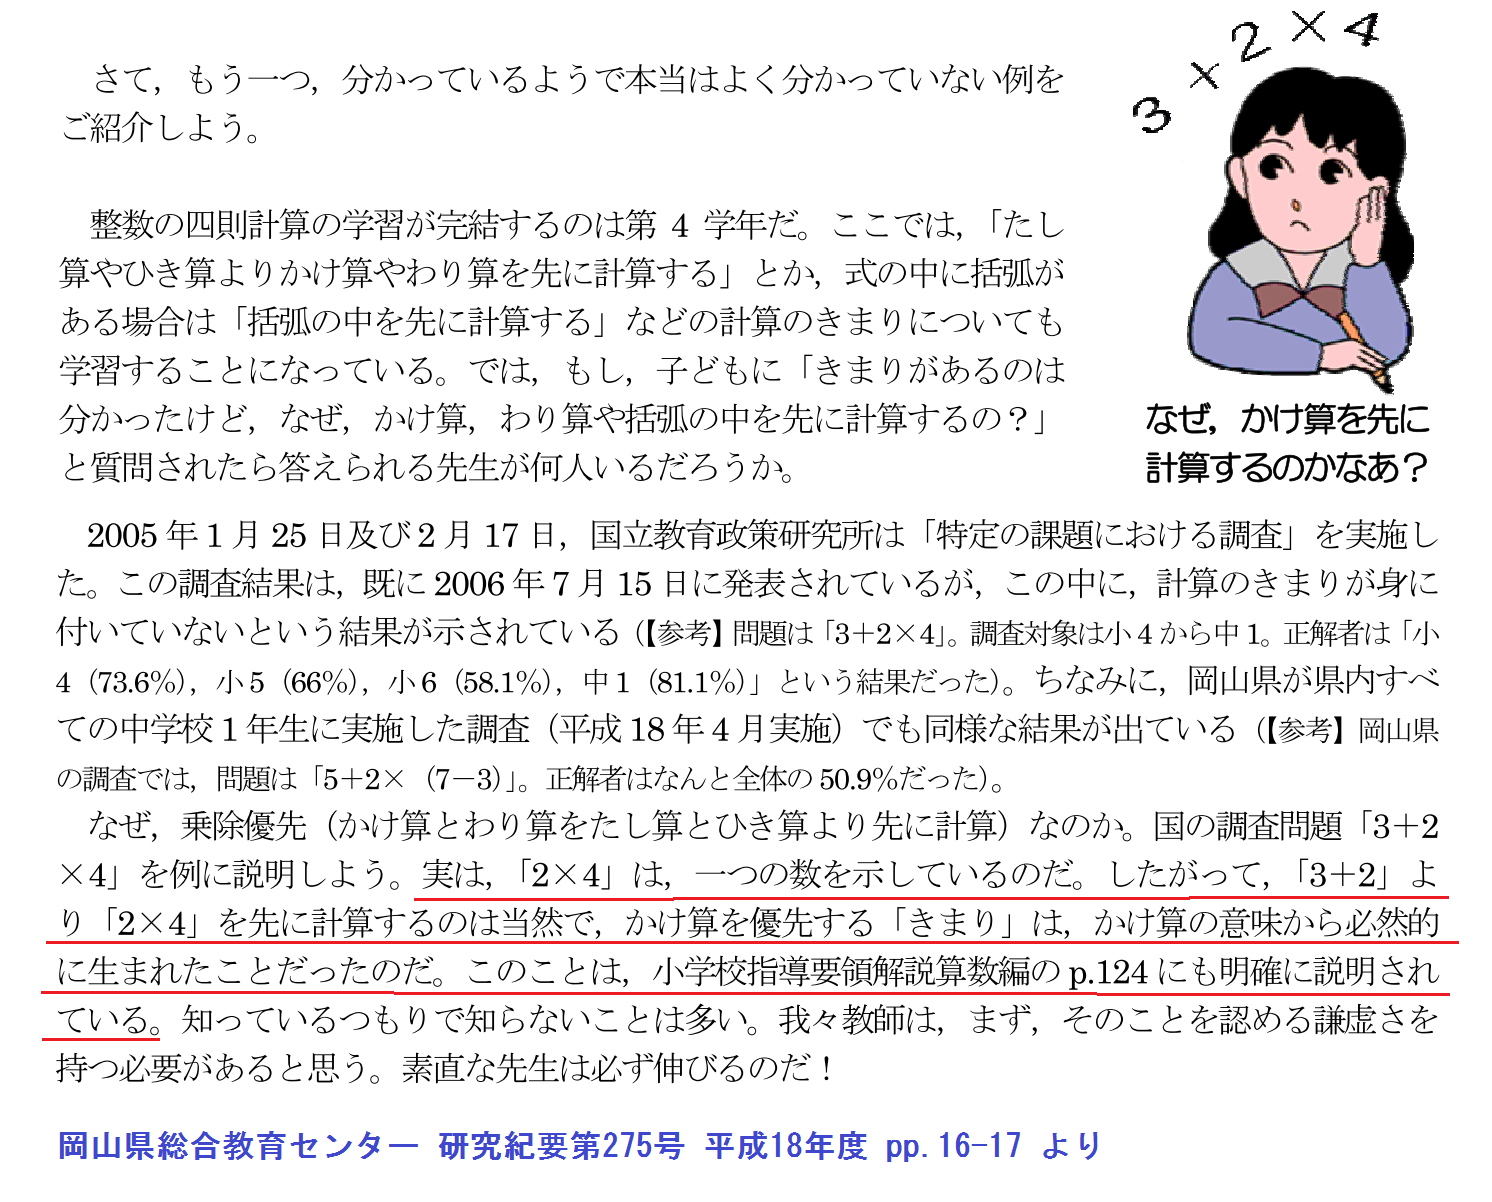 さて，もう一つ，分かっているようで本当はよく分かっていない例を
ご紹介しよう。
整数の四則計算の学習が完結するのは第 4 学年だ。ここでは，「たし
算やひき算よりかけ算やわり算を先に計算する」とか，式の中に括弧が
ある場合は「括弧の中を先に計算する」などの計算のきまりについても
学習することになっている。では，もし，子どもに「きまりがあるのは
分かったけど，なぜ，かけ算，わり算や括弧の中を先に計算するの？」
と質問されたら答えられる先生が何人いるだろうか。
3×2×4
なぜ，かけ算を先に
計算するのかなあ？
2005 年 1 月 25 日及び 2 月 17 日，国立教育政策研究所は「特定の課題における調査」を実施し
た。この調査結果は，既に 2006 年 7 月 15 日に発表されているが，この中に，計算のきまりが身に
付いていないという結果が示されている（【参考】問題は「3＋2×4」。調査対象は小 4 から中 1。正解者は「小
4（73.6％），小 5（66％），小 6（58.1％），中 1（81.1％）」という結果だった）。ちなみに，岡山県が県内すべ
ての中学校 1 年生に実施した調査（平成 18 年 4 月実施）でも同様な結果が出ている（【参考】岡山県
の調査では，問題は「5＋2×（7－3）」。正解者はなんと全体の 50.9％だった）。
なぜ，乗除優先（かけ算とわり算をたし算とひき算より先に計算）なのか。国の調査問題「3＋2
×4」を例に説明しよう。実は，「2×4」は，一つの数を示しているのだ。したがって，「3＋2」よ
り「2×4」を先に計算するのは当然で，かけ算を優先する「きまり」は，かけ算の意味から必然的
に生まれたことだったのだ。このことは，小学校指導要領解説算数編の p.124 にも明確に説明され
ている。知っているつもりで知らないことは多い。我々教師は，まず，そのことを認める謙虚さを
持つ必要があると思う。素直な先生は必ず伸びるのだ！
岡山県総合教育センター 研究紀要第275号 平成18年度 pp.16-17 より